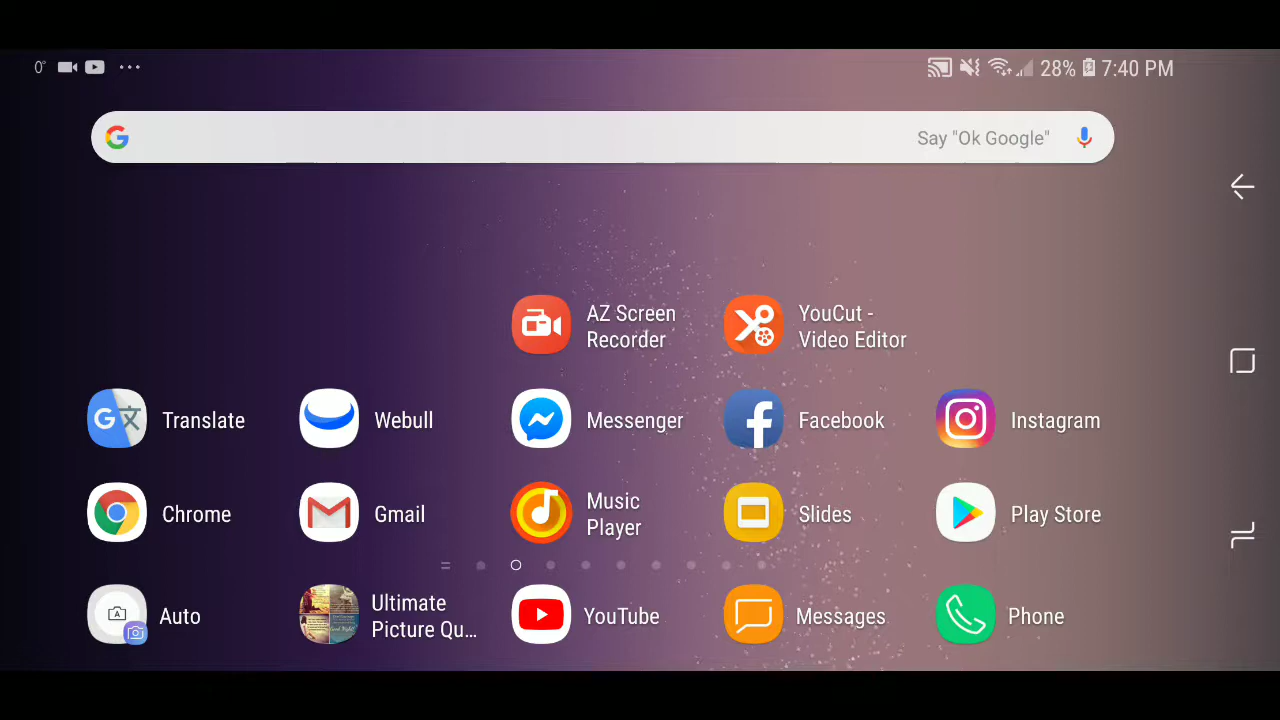 0°
28% 7:40 PM
Say "Ok Google"
AZ Screen
Recorder
YouCut -
Video Editor
Translate
Webull
Messenger
Facebook
Instagram
Chrome
Gmail
Music
Player
Slides
Play Store
Auto
Ultimate
Picture Qu...
YouTube
Messages
Phone